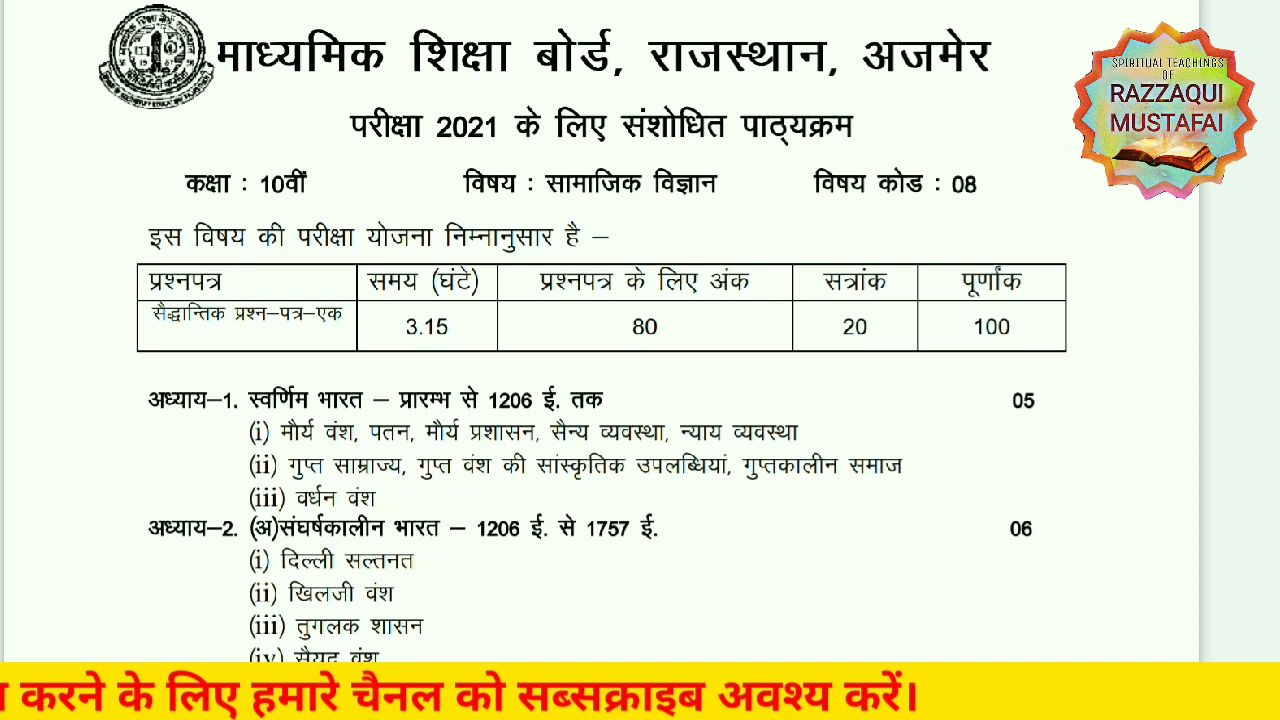 माध्यमिक शिक्षा बोर्ड, राजस्थान, अजमेर
SPIRITUAL TEACHINGS
OF
RAZZAQUI
MUSTAFAI
परीक्षा 2021 के लिए संशोधित पाठ्यक्रम
कक्षा : 10वीं विषय : सामाजिक विज्ञान विषय कोड : 08
इस विषय की परीक्षा योजना निम्नानुसार है –
प्रश्नपत्र समय (घंटे) प्रश्नपत्र के लिए अंक सत्रांक पूर्णांक
सैद्धान्तिक प्रश्न–पत्र–एक 3.15 80 20 100
अध्याय–1. स्वर्णिम भारत – प्रारम्भ से 1206 ई. तक 05
(i) मौर्य वंश, पतन, मौर्य प्रशासन, सैन्य व्यवस्था, न्याय व्यवस्था
(ii) गुप्त साम्राज्य, गुप्त वंश की सांस्कृतिक उपलब्धियां, गुप्तकालीन समाज
(iii) वर्धन वंश
अध्याय–2. (अ)संघर्षकालीन भारत – 1206 ई. से 1757 ई. 06
(i) दिल्ली सल्तनत
(ii) खिलजी वंश
(iii) तुगलक शासन
(iv) सैयद वंश
करने के लिए हमारे चैनल को सब्सक्राइब अवश्य करें।